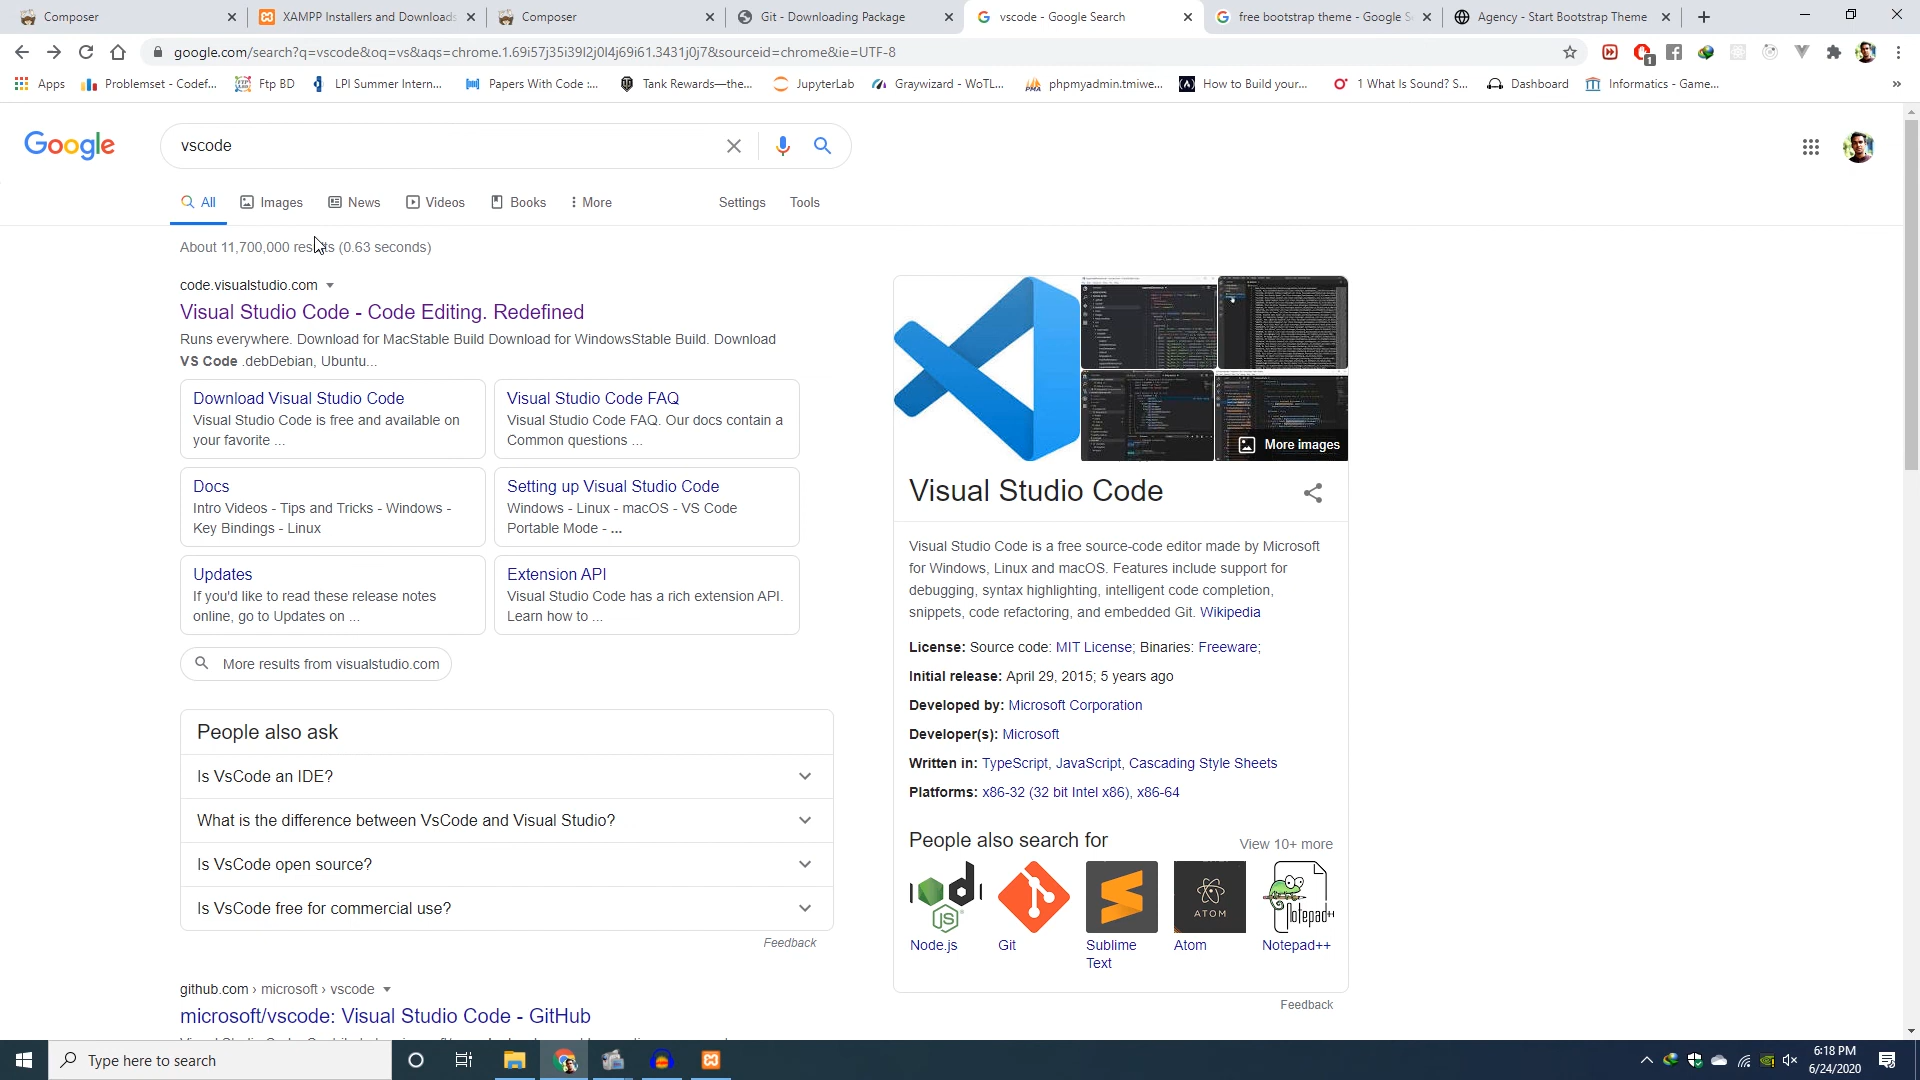 Composer
XAMPP Installers and Downloads
Composer
Git - Downloading Package
vscode - Google Search
free bootstrap theme - Google S
Agency - Start Bootstrap Theme
google.com/search?q=vscode&oq=vs&aqs=chrome.1.69i57j35i39l2j0l4j69i61.3431j0j7&sourceid=chrome&ie=UTF-8
1
Apps
Problemset - Codef...
Ftp BD
LPI Summer Intern...
Papers With Code :...
Tank Rewards—the...
JupyterLab
Graywizard - WoTL...
phpmyadmin.tmiwe...
How to Build your...
1 What Is Sound? S...
Dashboard
Informatics - Game...
»
Google
vscode
All
Images
News
Videos
Books
More
Settings
Tools
About 11,700,000 results (0.63 seconds)
code.visualstudio.com
Visual Studio Code - Code Editing. Redefined
Runs everywhere. Download for MacStable Build Download for WindowsStable Build. Download
VS Code .debDebian, Ubuntu...
Download Visual Studio Code
Visual Studio Code is free and available on
your favorite ...
Visual Studio Code FAQ
Visual Studio Code FAQ. Our docs contain a
Common questions ...
Docs
Intro Videos - Tips and Tricks - Windows -
Key Bindings - Linux
Setting up Visual Studio Code
Windows - Linux - macOS - VS Code
Portable Mode - ...
Updates
If you'd like to read these release notes
online, go to Updates on ...
Extension API
Visual Studio Code has a rich extension API.
Learn how to ...
More results from visualstudio.com
People also ask
Is VsCode an IDE?
What is the difference between VsCode and Visual Studio?
Is VsCode open source?
Is VsCode free for commercial use?
Feedback
github.com › microsoft › vscode
microsoft/vscode: Visual Studio Code - GitHub
More images
Visual Studio Code
Visual Studio Code is a free source-code editor made by Microsoft
for Windows, Linux and macOS. Features include support for
debugging, syntax highlighting, intelligent code completion,
snippets, code refactoring, and embedded Git. Wikipedia
License: Source code: MIT License; Binaries: Freeware;
Initial release: April 29, 2015; 5 years ago
Developed by: Microsoft Corporation
Developer(s): Microsoft
Written in: TypeScript, JavaScript, Cascading Style Sheets
Platforms: x86-32 (32 bit Intel x86), x86-64
People also search for
View 10+ more
ATOM
Notepad++
Node.js
Git
Sublime
Text
Atom
Notepad++
Feedback
Type here to search
6:18 PM
6/24/2020